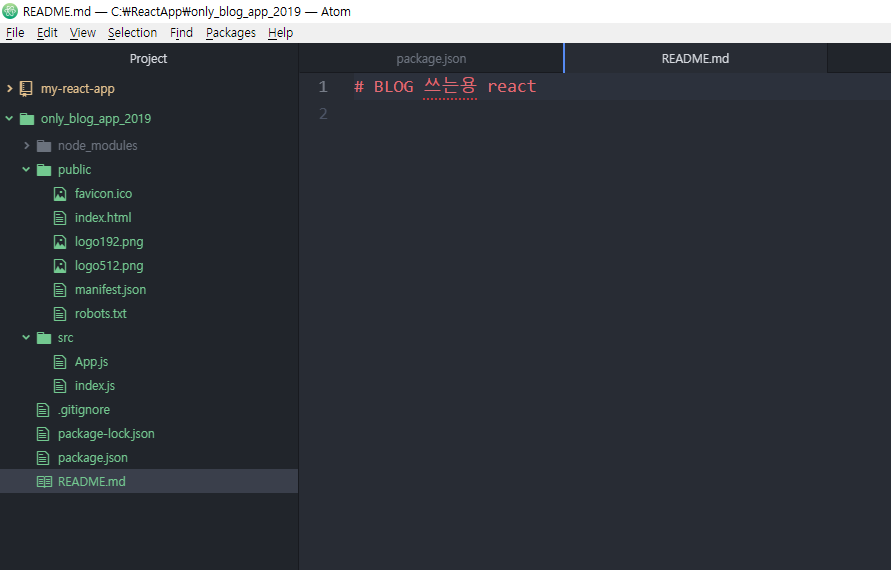 README.md — C:₩ReactApp₩only_blog_app_2019 — Atom
File Edit View Selection Find Packages Help
Project
my-react-app
only_blog_app_2019
node_modules
public
favicon.ico
index.html
logo192.png
logo512.png
manifest.json
robots.txt
src
App.js
index.js
.gitignore
package-lock.json
package.json
README.md
package.json README.md
1 # BLOG 쓰는용 react
2